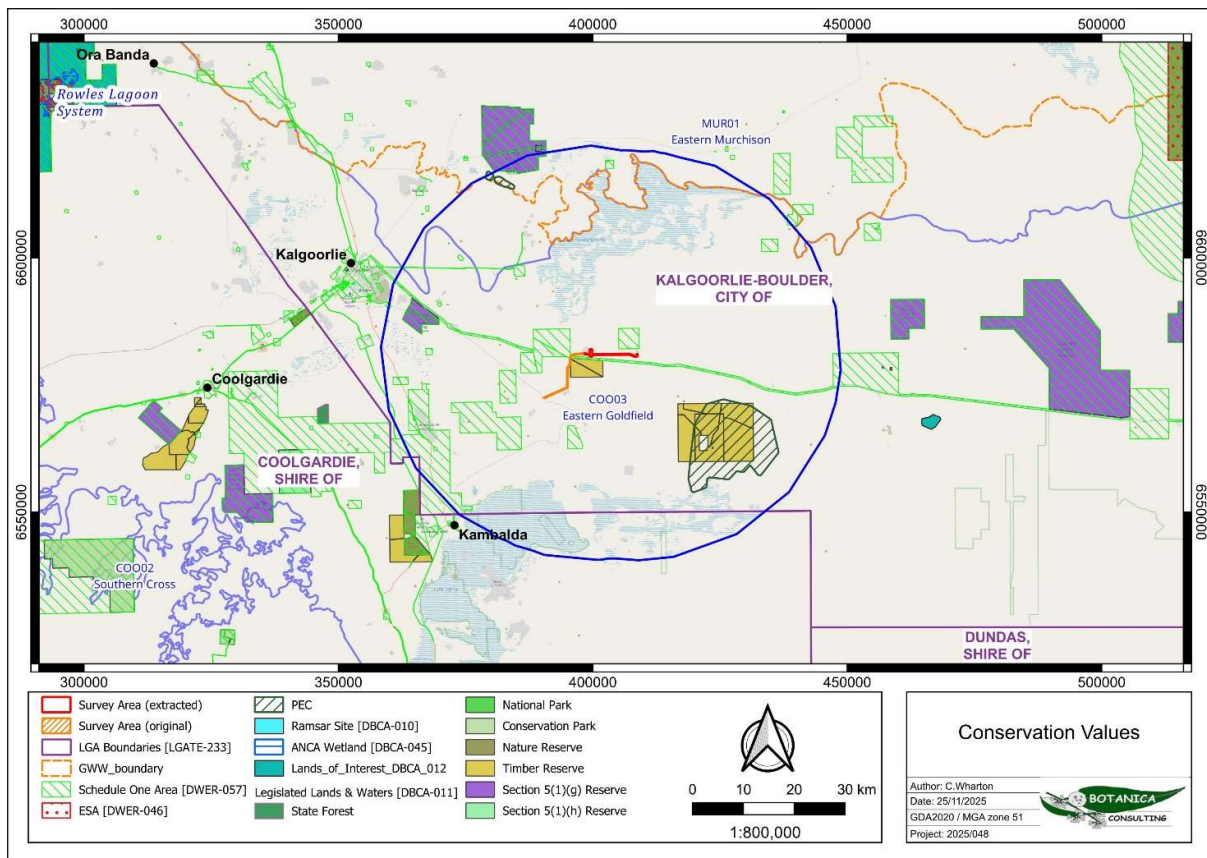 300000 350000 400000 450000 500000
Ora Banda
Rowles Lagoon
System
MUR01
Eastern Murchison
6600000
6600000
Kalgoorlie
KALGOORLIE-BOULDER,
CITY OF
Coolgardie
COO03
Eastern Goldfield
COOLGARDIE,
SHIRE OF
6550000
6550000
Kambalda
COO02
Southern Cross
DUNDAS,
SHIRE OF
300000 350000 400000 450000 500000
Survey Area (extracted)
Survey Area (original)
LGA Boundaries [LGATE-233]
GWW_boundary
Schedule One Area [DWER-057]
ESA [DWER-046]
PEC
Ramsar Site [DBCA-010]
ANCA Wetland [DBCA-045]
Lands_of_Interest_DBCA_012
Legislated Lands & Waters [DBCA-011]
State Forest
National Park
Conservation Park
Nature Reserve
Timber Reserve
Section 5(1)(g) Reserve
Section 5(1)(h) Reserve
0 10 20 30 km
1:800,000
Conservation Values
Author: C.Wharton
Date: 25/11/2025
GDA2020 / MGA zone 51
Project: 2025/048
BOTANICA
CONSULTING